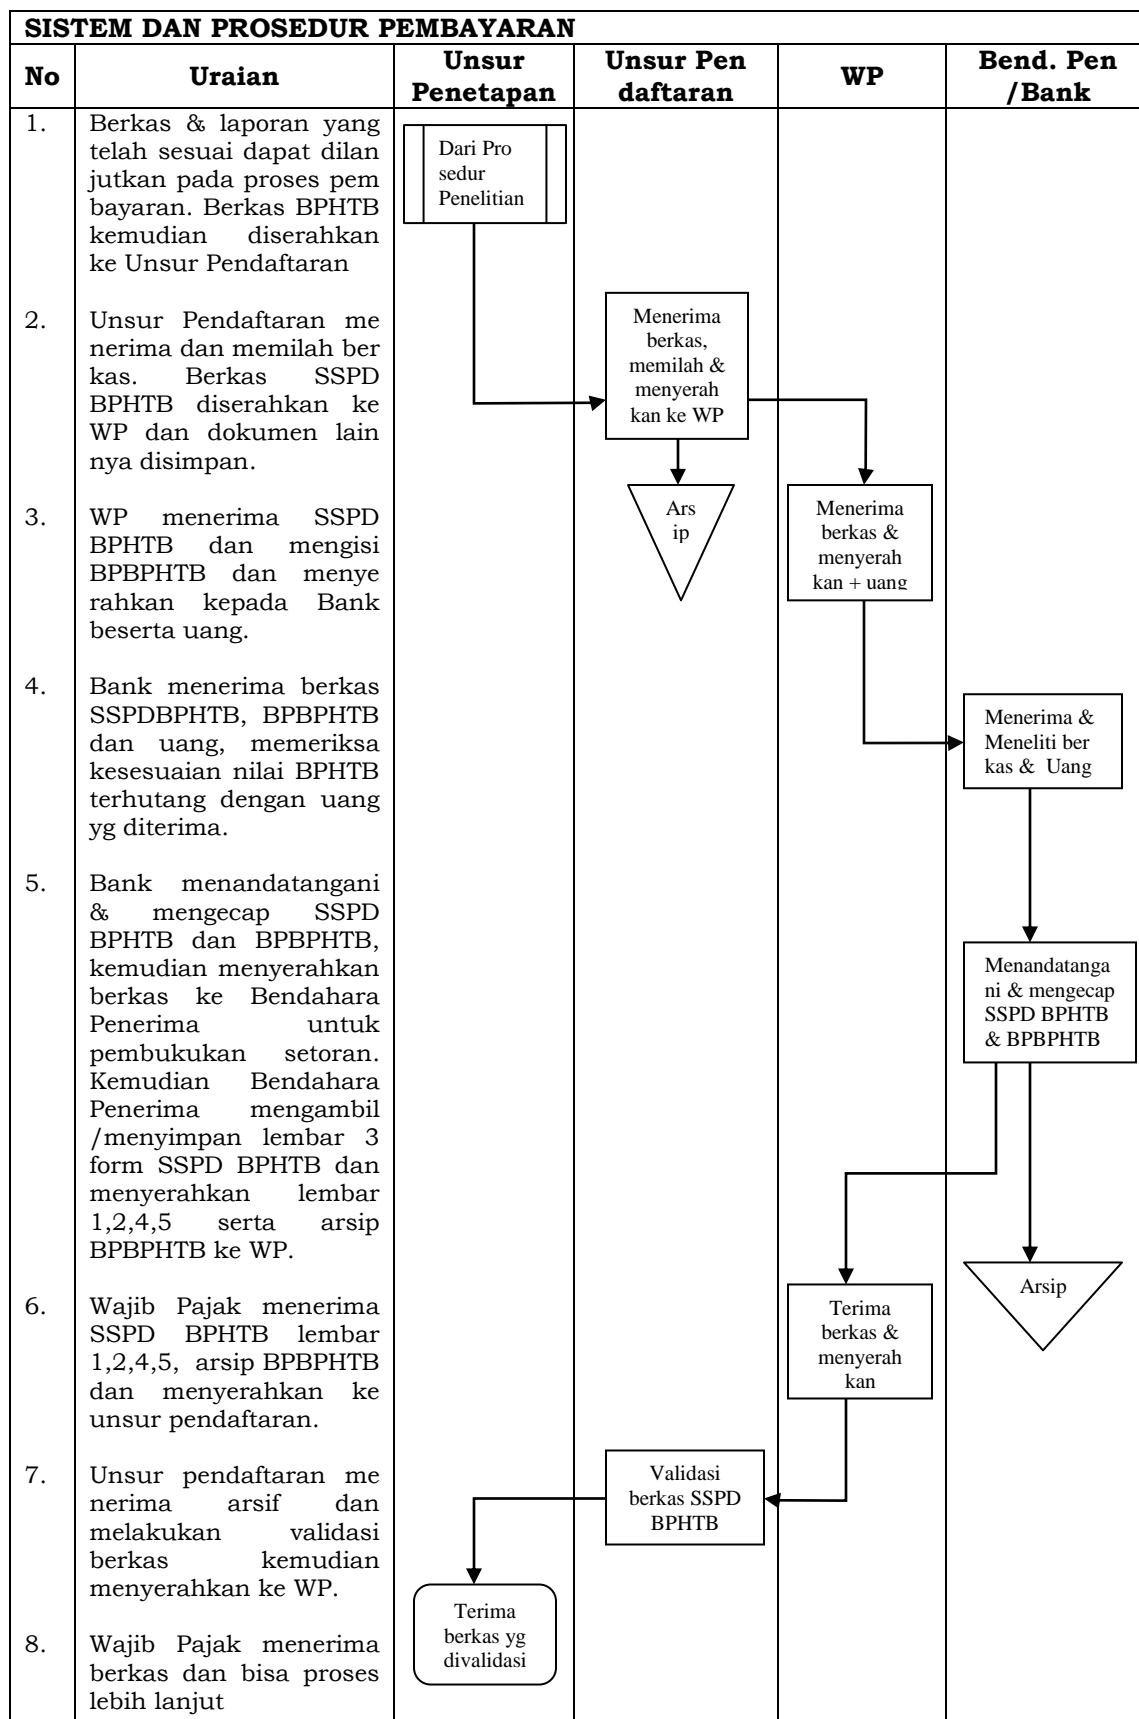 SISTEM DAN PROSEDUR PEMBAYARAN
No
Uraian
Unsur
Penetapan
Unsur Pen
daftaran
WP
Bend. Pen
/Bank
1.
Berkas & laporan yang
telah sesuai dapat dilan
jutkan pada proses pem
bayaran. Berkas BPHTB
kemudian diserahkan
ke Unsur Pendaftaran
Dari Pro
sedur
Penelitian
2.
Unsur Pendaftaran me
nerima dan memilah ber
kas. Berkas SSPD
BPHTB diserahkan ke
WP dan dokumen lain
nya disimpan.
Menerima
berkas,
memilah &
menyerah
kan ke WP
3.
WP menerima SSPD
BPHTB dan mengisi
BPBPHTB dan menye
rahkan kepada Bank
beserta uang.
Ars
ip
Menerima
berkas &
menyerah
kan + uang
4.
Bank menerima berkas
SSPDBPHTB, BPBPHTB
dan uang, memeriksa
kesesuaian nilai BPHTB
terhutang dengan uang
yg diterima.
Menerima &
Meneliti ber
kas & Uang
5.
Bank menandatangani
& mengecap SSPD
BPHTB dan BPBPHTB,
kemudian menyerahkan
berkas ke Bendahara
Penerima untuk
pembukukan setoran.
Kemudian Bendahara
Penerima mengambil
/menyimpan lembar 3
form SSPD BPHTB dan
menyerahkan lembar
1,2,4,5 serta arsip
BPBPHTB ke WP.
Menandatanga
ni & mengecap
SSPD BPHTB
& BPBPHTB
Arsip
6.
Wajib Pajak menerima
SSPD BPHTB lembar
1,2,4,5, arsip BPBPHTB
dan menyerahkan ke
unsur pendaftaran.
Terima
berkas &
menyerah
kan
7.
Unsur pendaftaran me
nerima arsif dan
melakukan validasi
berkas kemudian
menyerahkan ke WP.
Validasi
berkas SSPD
BPHTB
8.
Wajib Pajak menerima
berkas dan bisa proses
lebih lanjut
Terima
berkas yg
divalidasi